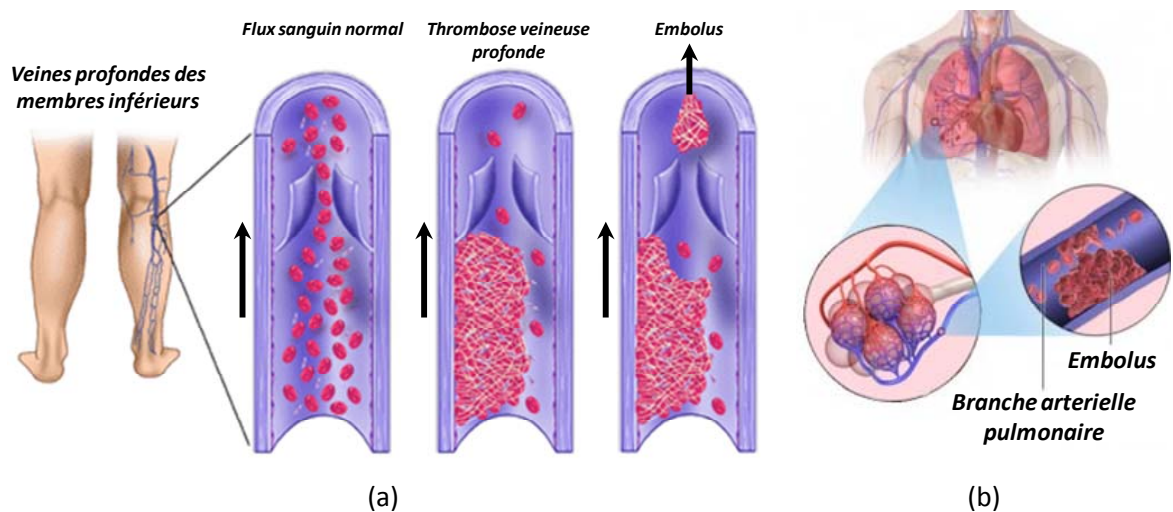 Flux sanguin normal
Thrombose veineuse
profonde
Embolus
Veines profondes des
membres inférieurs
Embolus
Branche arterielle
pulmonaire
(a)
(b)